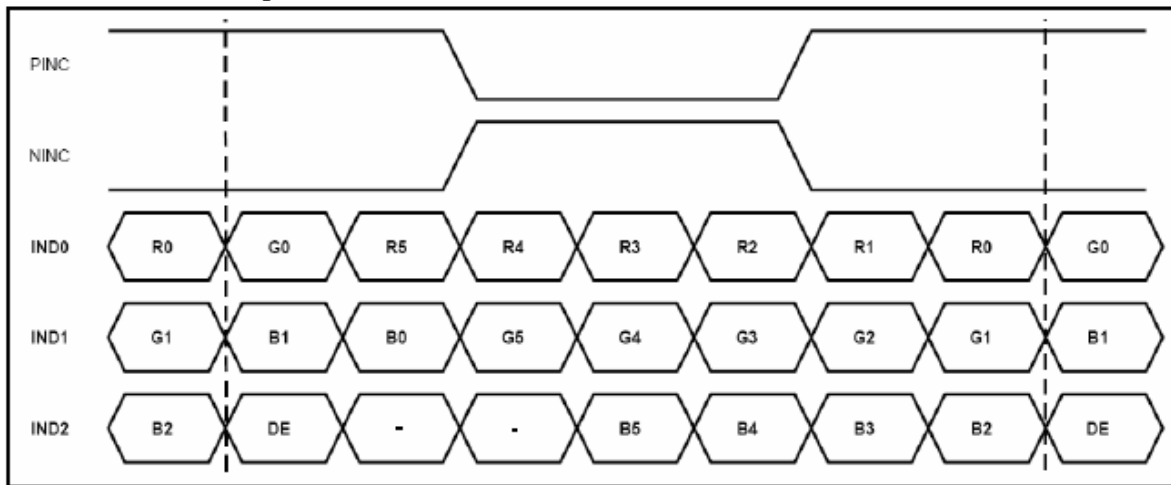 PINC
NINC
IND0 R0 G0 R5 R4 R3 R2 R1 R0 G0
IND1 G1 B1 B0 G5 G4 G3 G2 G1 B1
IND2 B2 DE - - B5 B4 B3 B2 DE